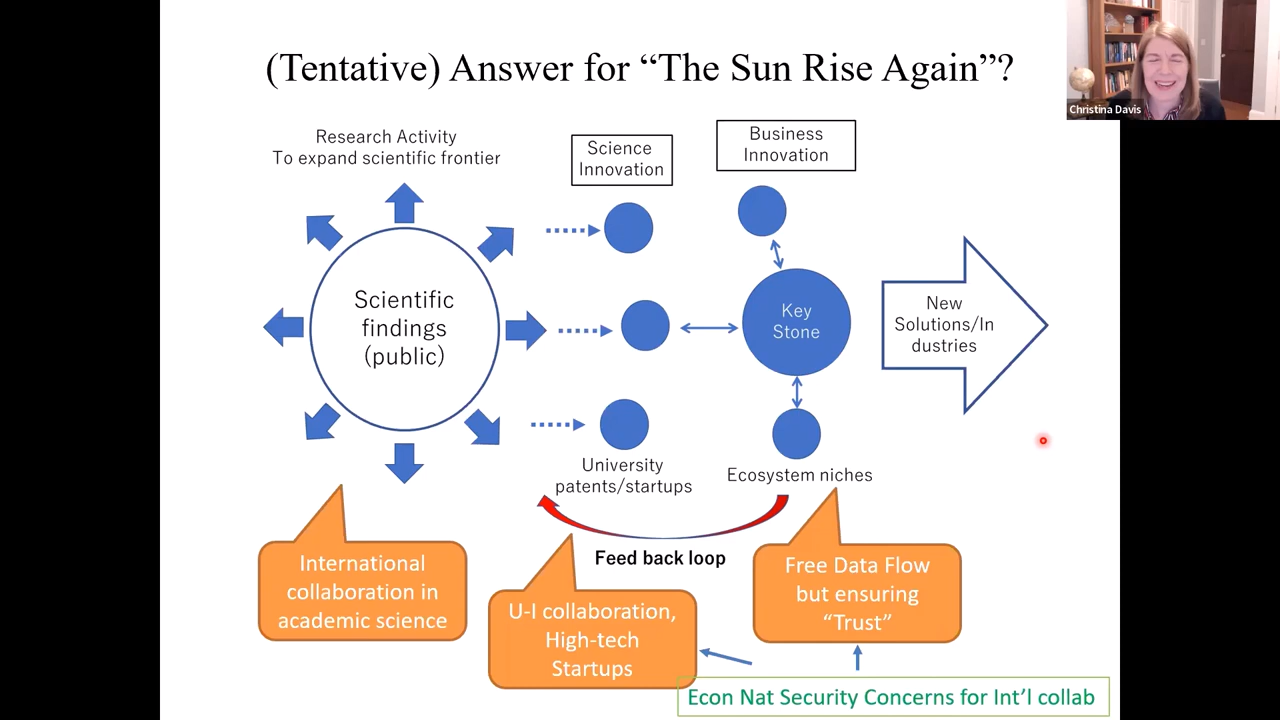 (Tentative) Answer for “The Sun Rise Again”?
Christina Davis
Research Activity
To expand scientific frontier
Science
Innovation
Business
Innovation
Scientific
findings
(public)
Key
Stone
New
Solutions/In
dustries
University
patents/startups
Ecosystem niches
Feed back loop
International
collaboration in
academic science
U-I collaboration,
High-tech
Startups
Free Data Flow
but ensuring
“Trust”
Econ Nat Security Concerns for Int’l collab